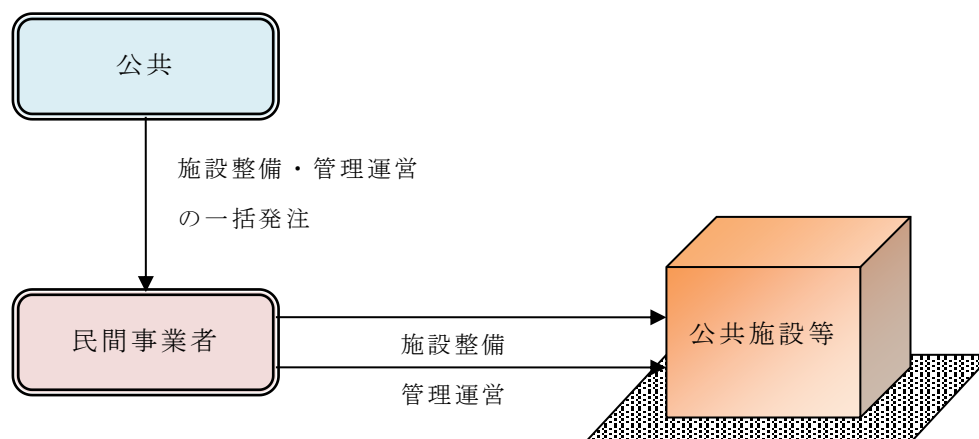 公共
施設整備・管理運営
の一括発注
民間事業者
施設整備
管理運営
公共施設等